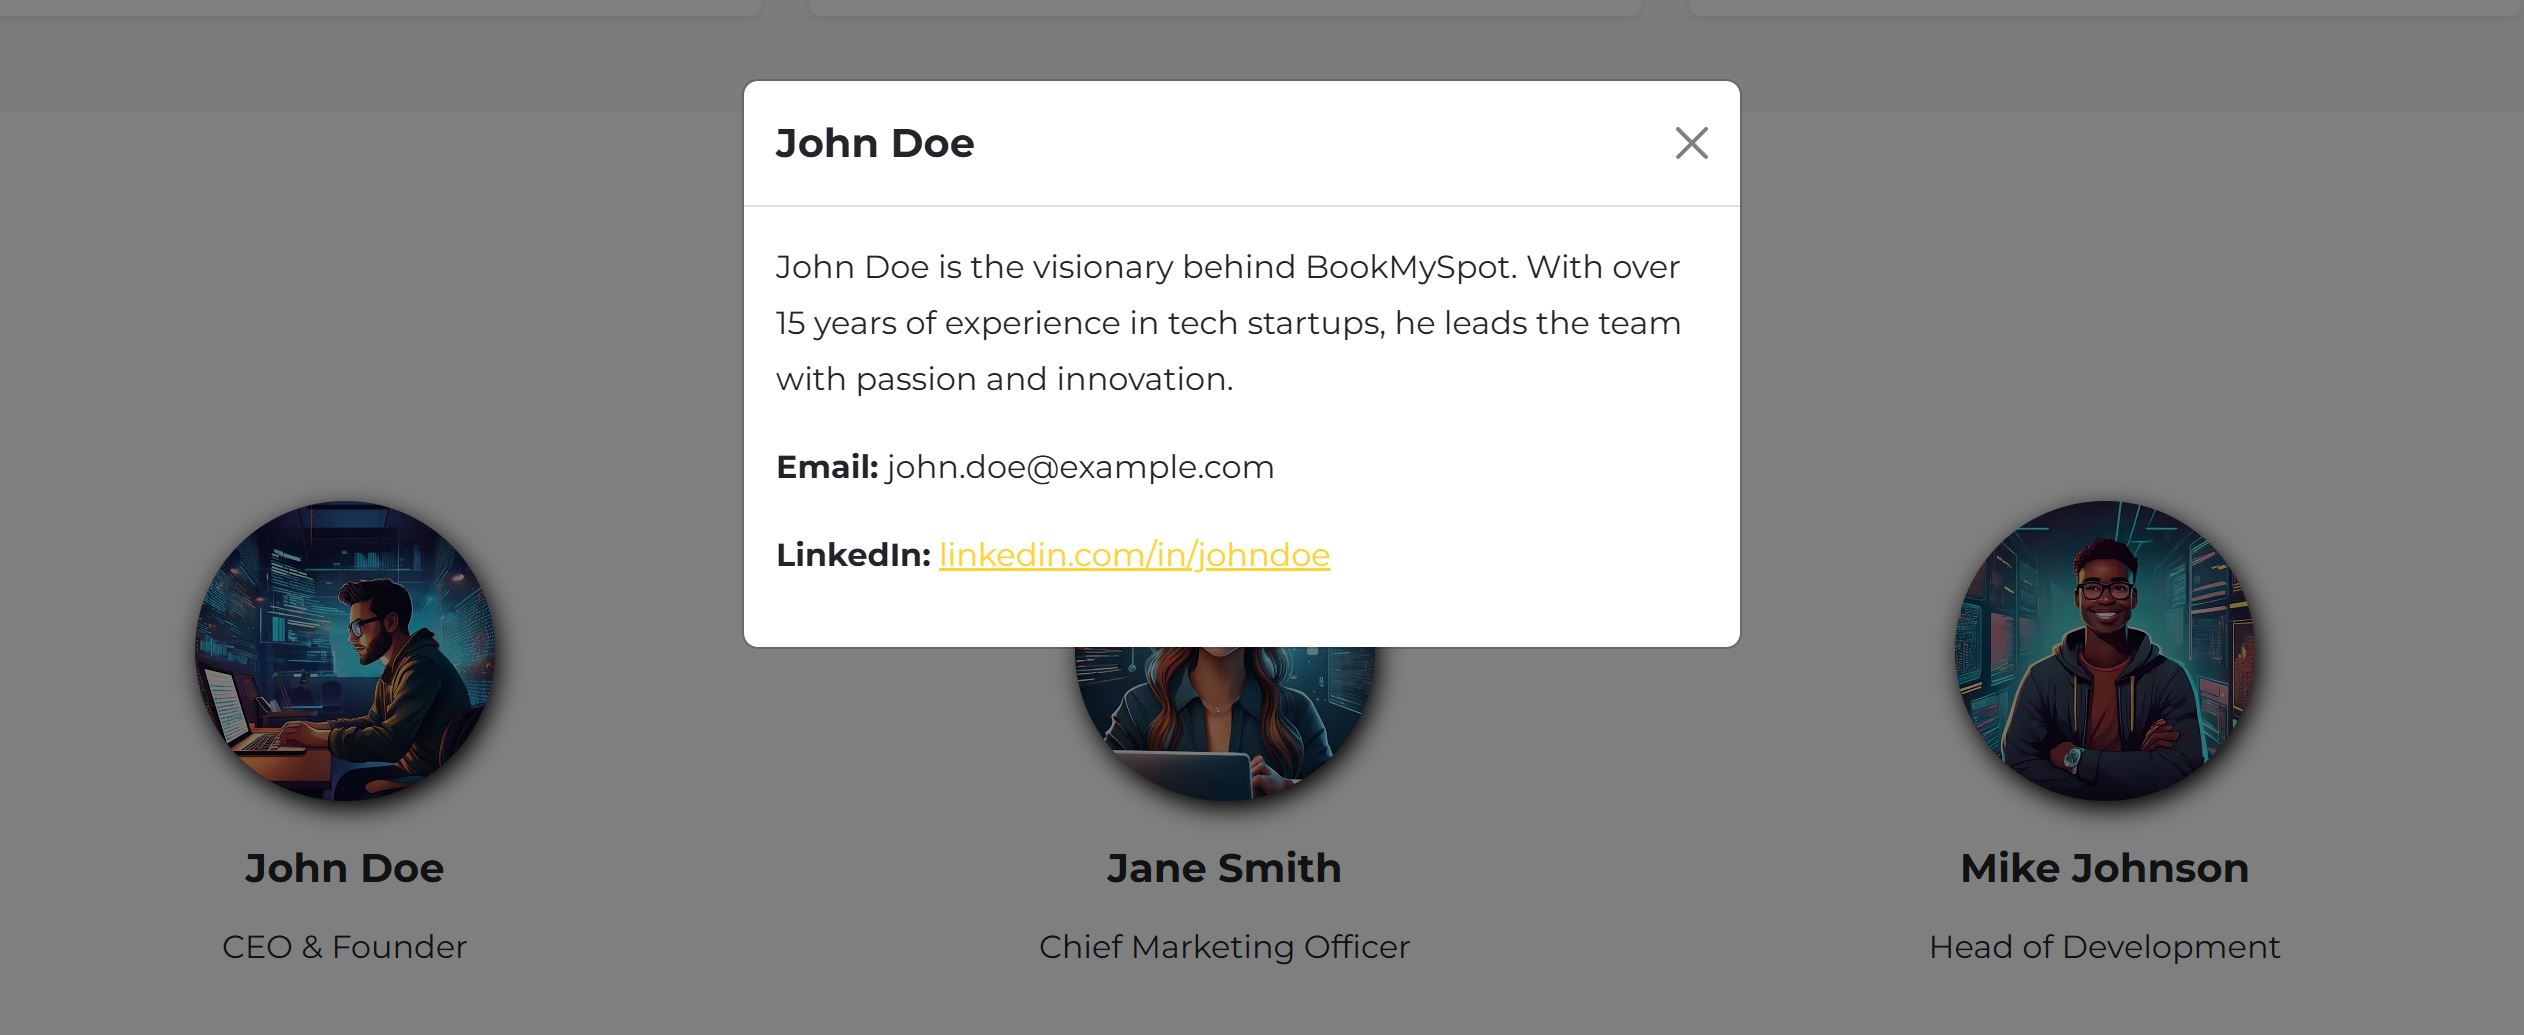 John Doe
John Doe is the visionary behind BookMySpot. With over
15 years of experience in tech startups, he leads the team
with passion and innovation.
Email: john.doe@example.com
LinkedIn: linkedin.com/in/johndoe
John Doe
CEO & Founder
Jane Smith
Chief Marketing Officer
Mike Johnson
Head of Development